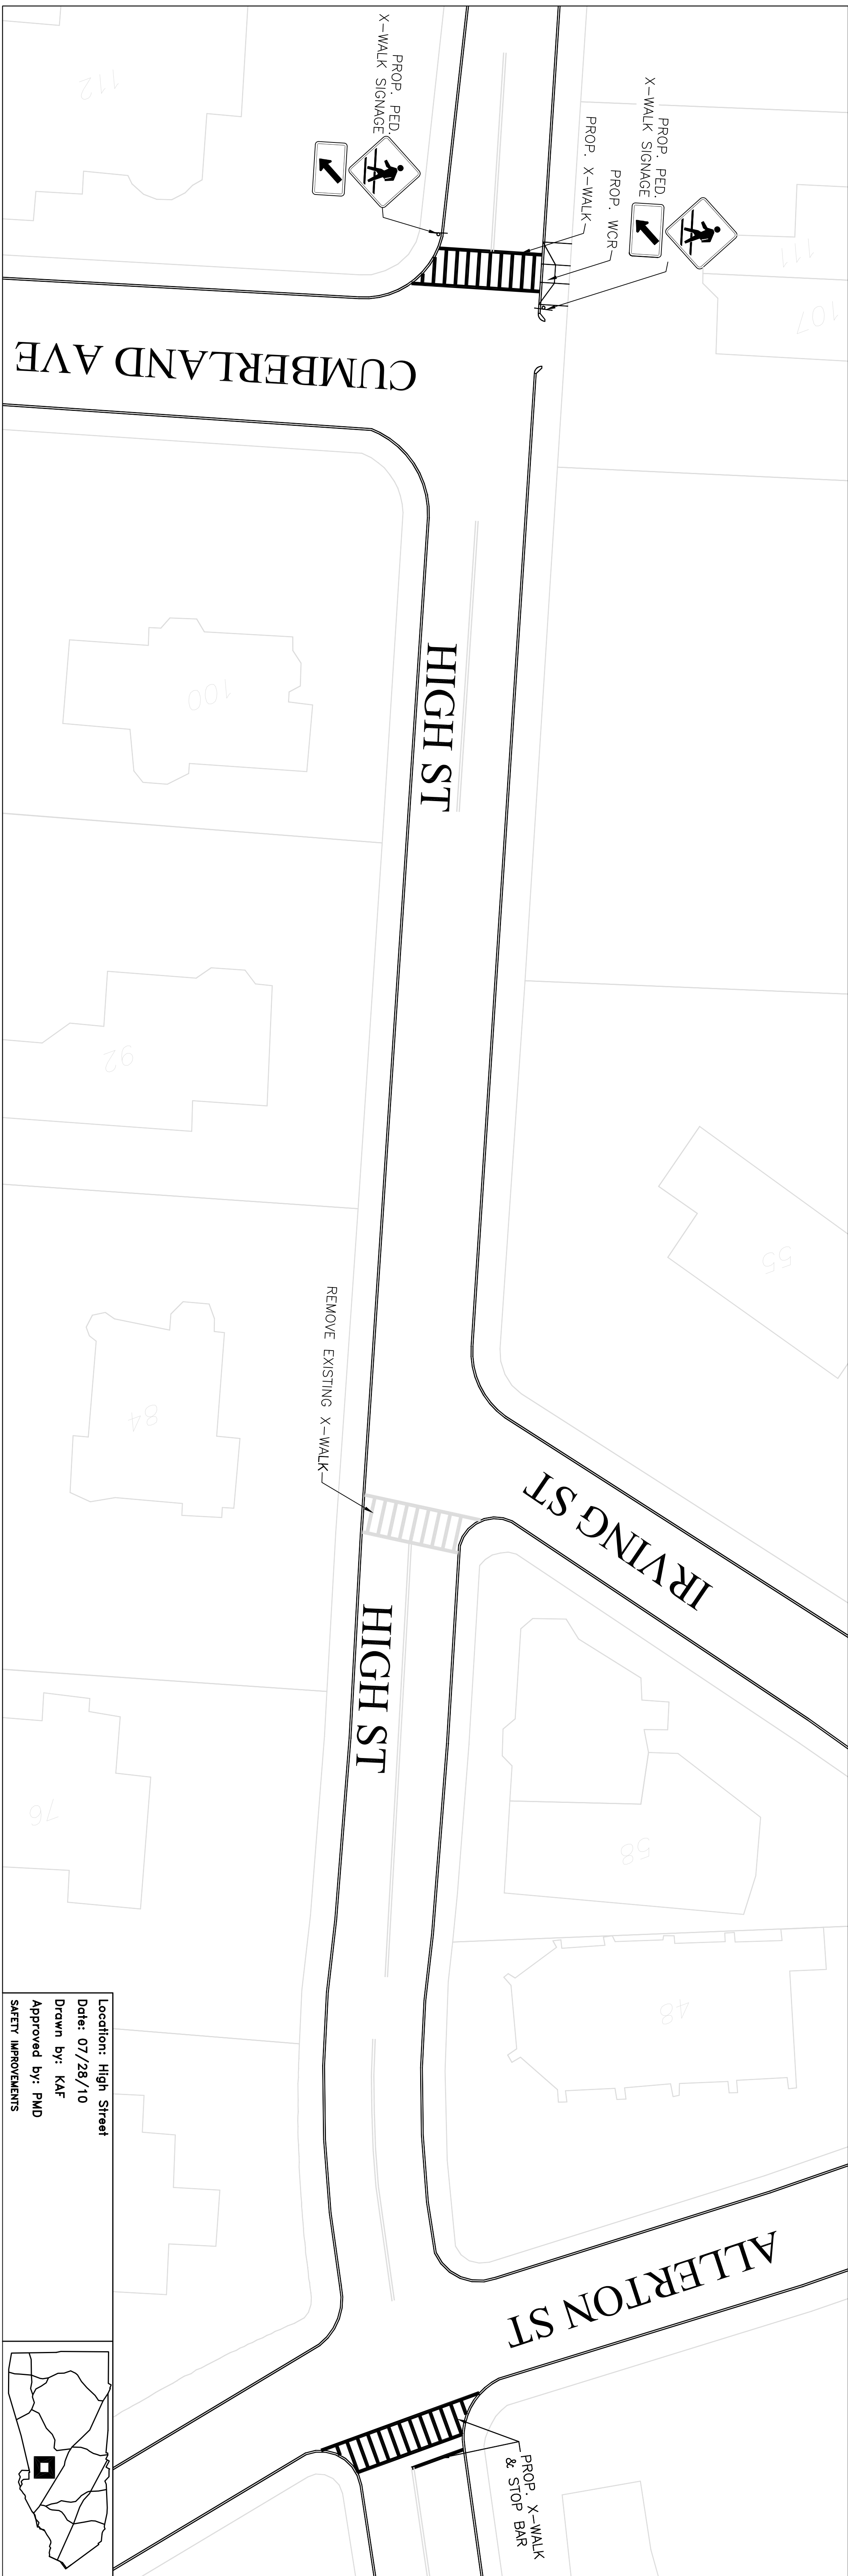 PROP. PED.
X-WALK SIGNAGE
PROP. PED.
X-WALK SIGNAGE
PROP. WCR
PROP. X-WALK
112
111
107
CUMBERLAND AVE
HIGH ST
100
92
55
84
REMOVE EXISTING X-WALK
IRVING ST
HIGH ST
76
58
48
ALLERTON ST
PROP. X-WALK
& STOP BAR
Location: High Street
Date: 07/28/10
Drawn by: KAF
Approved by: PMD
SAFETY IMPROVEMENTS